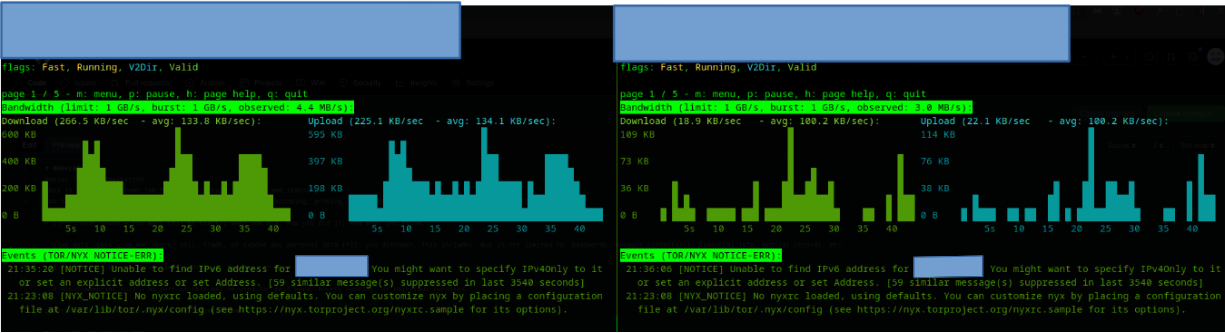 flags: Fast, Running, V2Dir, Valid
page 1 / 5 - m: menu, p: pause, h: page help, q: quit
Bandwidth (limit: 1 GB/s, burst: 1 GB/s, observed: 4.4 MB/s):
Download (266.5 KB/sec - avg: 133.8 KB/sec):
600 KB
400 KB
200 KB
0 B
5s 10 15 20 25 30 35 40
Upload (225.1 KB/sec - avg: 134.1 KB/sec):
595 KB
397 KB
198 KB
0 B
5s 10 15 20 25 30 35 40
Events (TOR/NYX NOTICE-ERR):
21:35:20 [NOTICE] Unable to find IPv6 address for You might want to specify IPv4Only to it
or set an explicit address or set Address. [59 similar message(s) suppressed in last 3540 seconds]
21:23:08 [NYX_NOTICE] No nyxrc loaded, using defaults. You can customize nyx by placing a configuration
file at /var/lib/tor/.nyx/config (see https://nyx.torproject.org/nyxrc.sample for its options).
flags: Fast, Running, V2Dir, Valid
page 1 / 5 - m: menu, p: pause, h: page help, q: quit
Bandwidth (limit: 1 GB/s, burst: 1 GB/s, observed: 3.0 MB/s):
Download (18.9 KB/sec - avg: 100.2 KB/sec):
109 KB
73 KB
36 KB
0 B
5s 10 15 20 25 30 35 40
Upload (22.1 KB/sec - avg: 100.2 KB/sec):
114 KB
76 KB
38 KB
0 B
5s 10 15 20 25 30 35 40
Events (TOR/NYX NOTICE-ERR):
21:36:06 [NOTICE] Unable to find IPv6 address for You might want to specify IPv4Only to it
or set an explicit address or set Address. [59 similar message(s) suppressed in last 3540 seconds]
21:23:08 [NYX_NOTICE] No nyxrc loaded, using defaults. You can customize nyx by placing a configuration
file at /var/lib/tor/.nyx/config (see https://nyx.torproject.org/nyxrc.sample for its options).